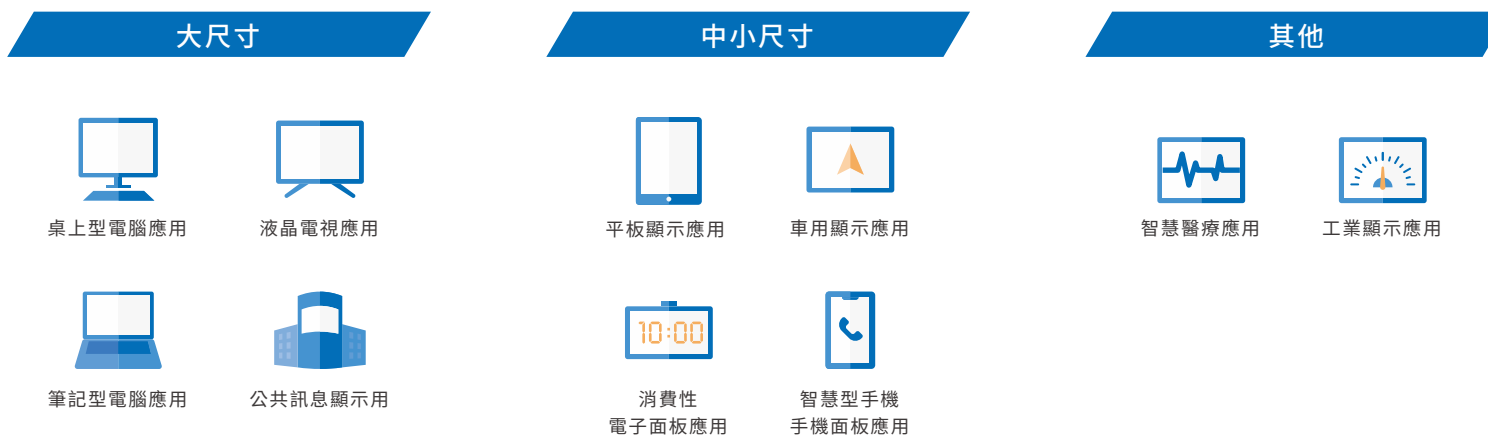 大尺寸
桌上型電腦應用
液晶電視應用
筆記型電腦應用
公共訊息顯示用
中小尺寸
平板顯示應用
車用顯示應用
10:00
消費性
電子面板應用
智慧型手機
手機面板應用
其他
智慧醫療應用
工業顯示應用